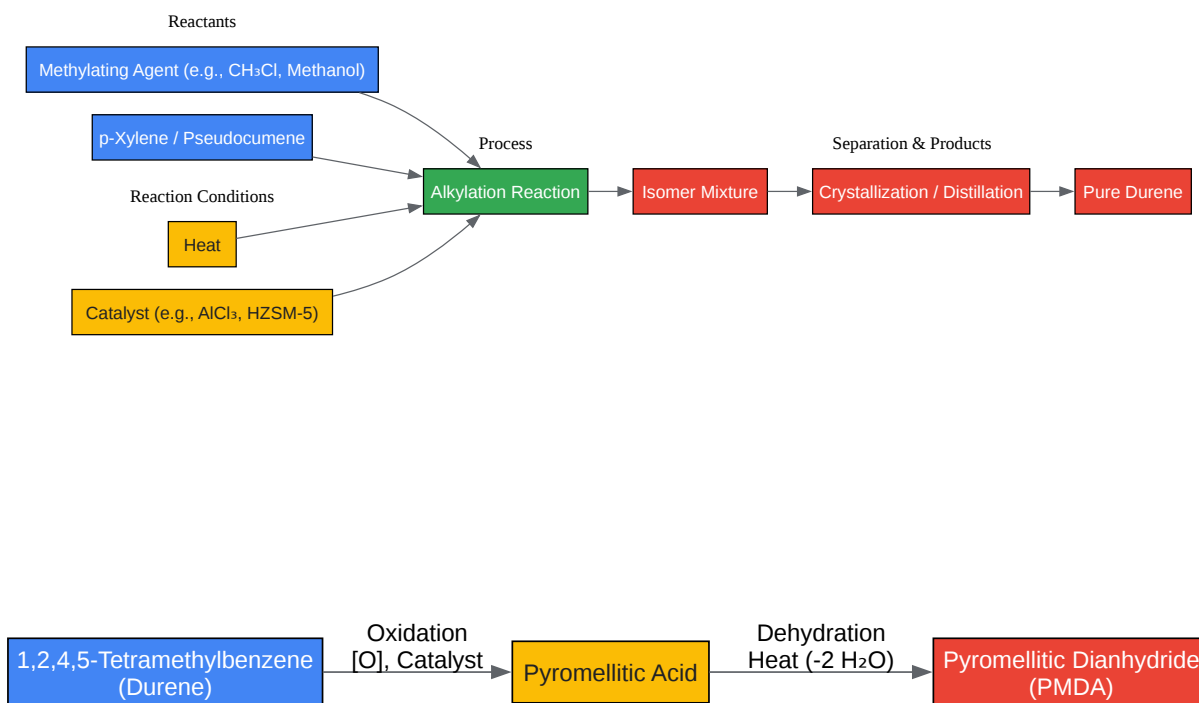 Reactants
Methylating Agent (e.g., CH₃Cl, Methanol)
p-Xylene / Pseudocumene
Reaction Conditions
Heat
Catalyst (e.g., AlCl₃, HZSM-5)
Process
Alkylation Reaction
Isomer Mixture
Separation & Products
Crystallization / Distillation
Pure Durene
1,2,4,5-Tetramethylbenzene
(Durene)
Oxidation
[O], Catalyst
Pyromellitic Acid
Dehydration
Heat (-2 H₂O)
Pyromellitic Dianhydride
(PMDA)